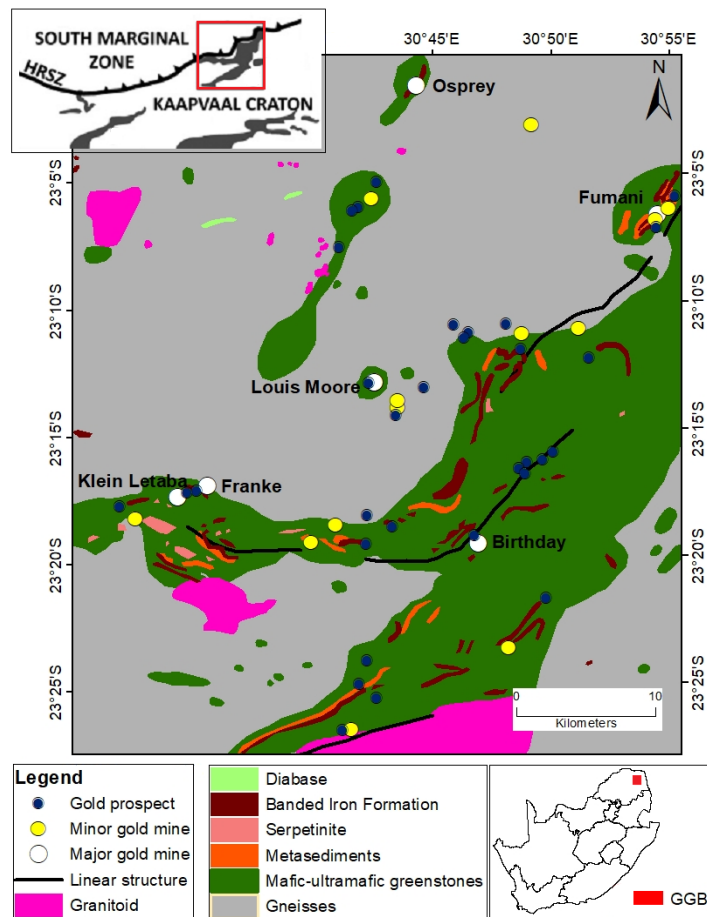 SOUTH MARGINAL
ZONE
HRSZ
KAAPVAAL CRATON
30°45'E
30°50'E
30°55'E
N
Osprey
23°5'S
23°5'S
Fumani
23°10'S
23°10'S
Louis Moore
23°15'S
23°15'S
Klein Letaba
Franke
Birthday
23°20'S
23°20'S
23°25'S
23°25'S
0 10
Kilometers
Legend
Gold prospect
Minor gold mine
Major gold mine
Linear structure
Granitoid
Diabase
Banded Iron Formation
Serpetinite
Metasediments
Mafic-ultramafic greenstones
Gneisses
GGB